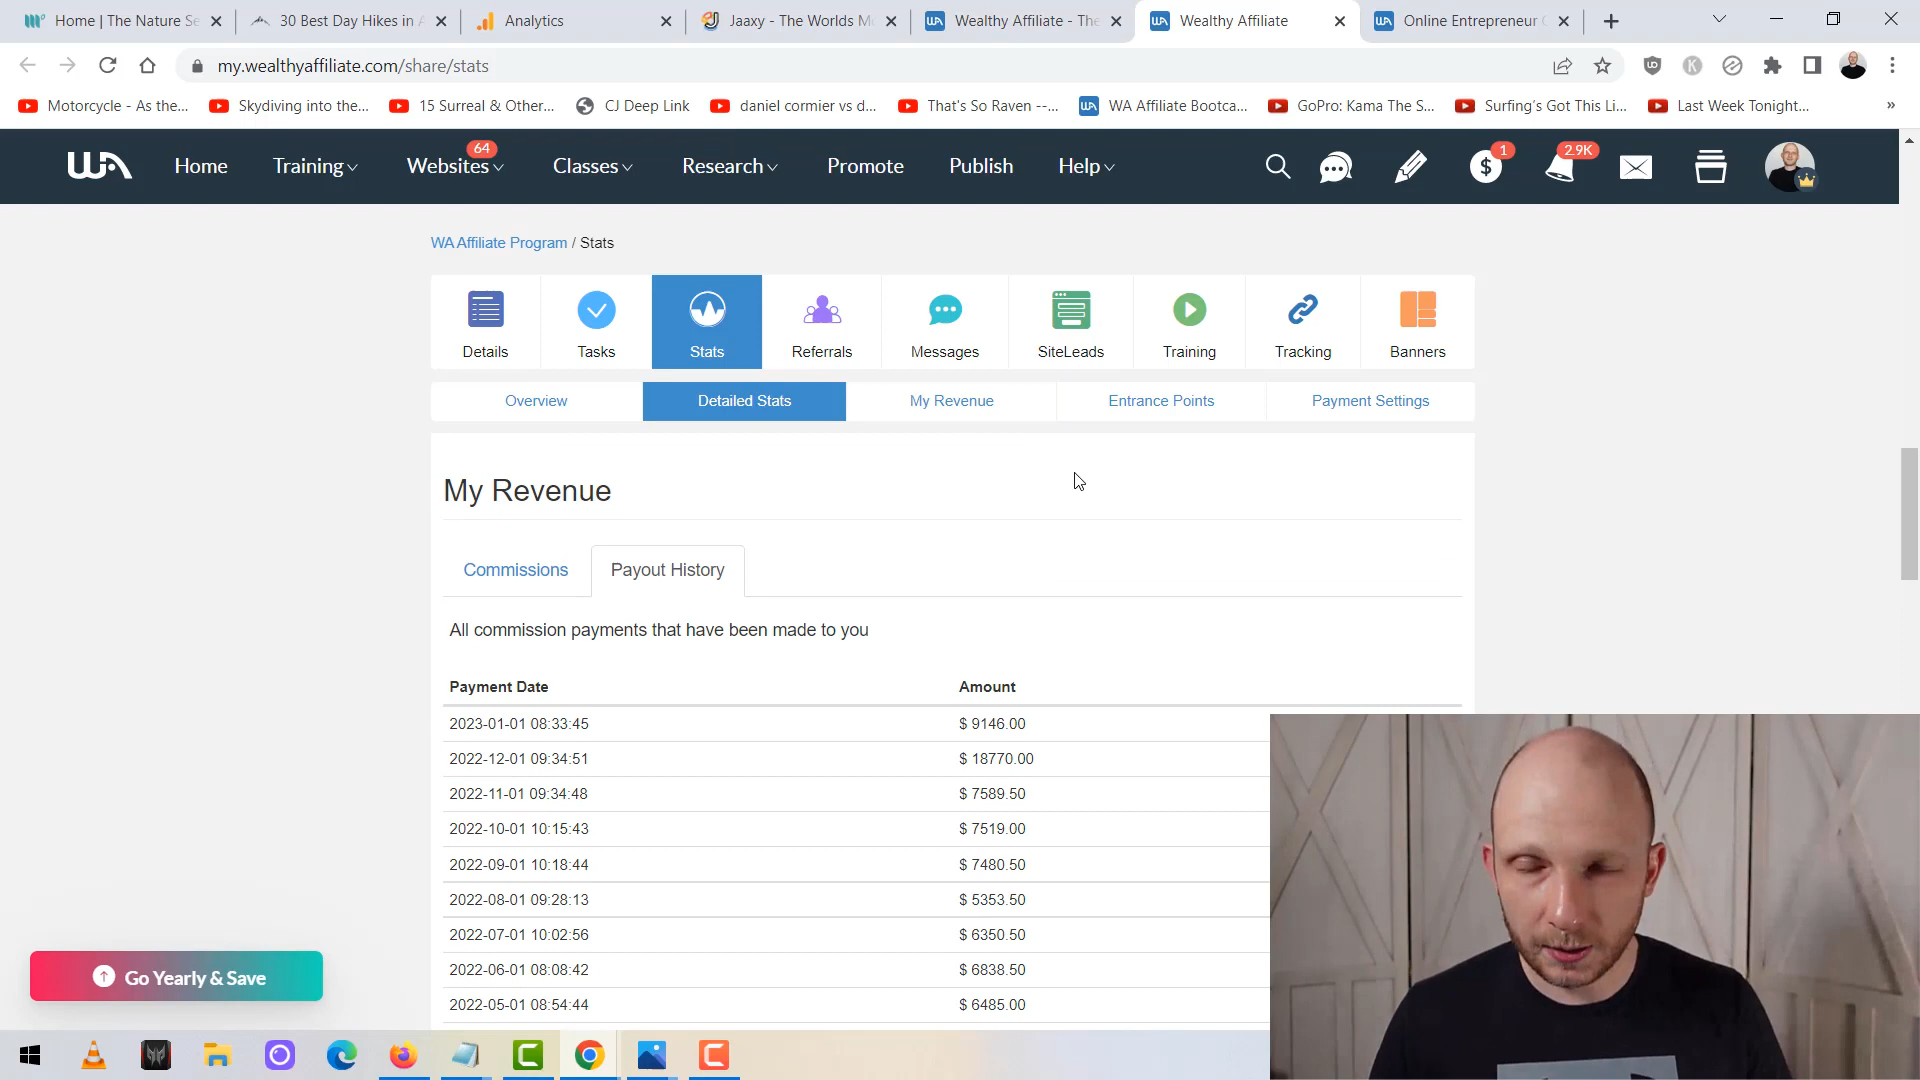 Home | The Nature Se
30 Best Day Hikes in A
Analytics
Jaaxy - The Worlds Mo
Wealthy Affiliate - The
Wealthy Affiliate
Online Entrepreneur C
my.wealthyaffiliate.com/share/stats
Motorcycle - As the...
Skydiving into the...
15 Surreal & Other...
CJ Deep Link
daniel cormier vs d...
That's So Raven --...
WA Affiliate Bootca...
GoPro: Kama The S...
Surfing's Got This Li...
Last Week Tonight...
WA
Home
Training
Websites
64
Classes
Research
Promote
Publish
Help
1
2.9K
WA Affiliate Program / Stats
Details
Tasks
Stats
Referrals
Messages
SiteLeads
Training
Tracking
Banners
Overview
Detailed Stats
My Revenue
Entrance Points
Payment Settings
My Revenue
Commissions
Payout History
All commission payments that have been made to you
Payment Date Amount
2023-01-01 08:33:45 $ 9146.00
2022-12-01 09:34:51 $ 18770.00
2022-11-01 09:34:48 $ 7589.50
2022-10-01 10:15:43 $ 7519.00
2022-09-01 10:18:44 $ 7480.50
2022-08-01 09:28:13 $ 5353.50
2022-07-01 10:02:56 $ 6350.50
2022-06-01 08:08:42 $ 6838.50
2022-05-01 08:54:44 $ 6485.00
Go Yearly & Save